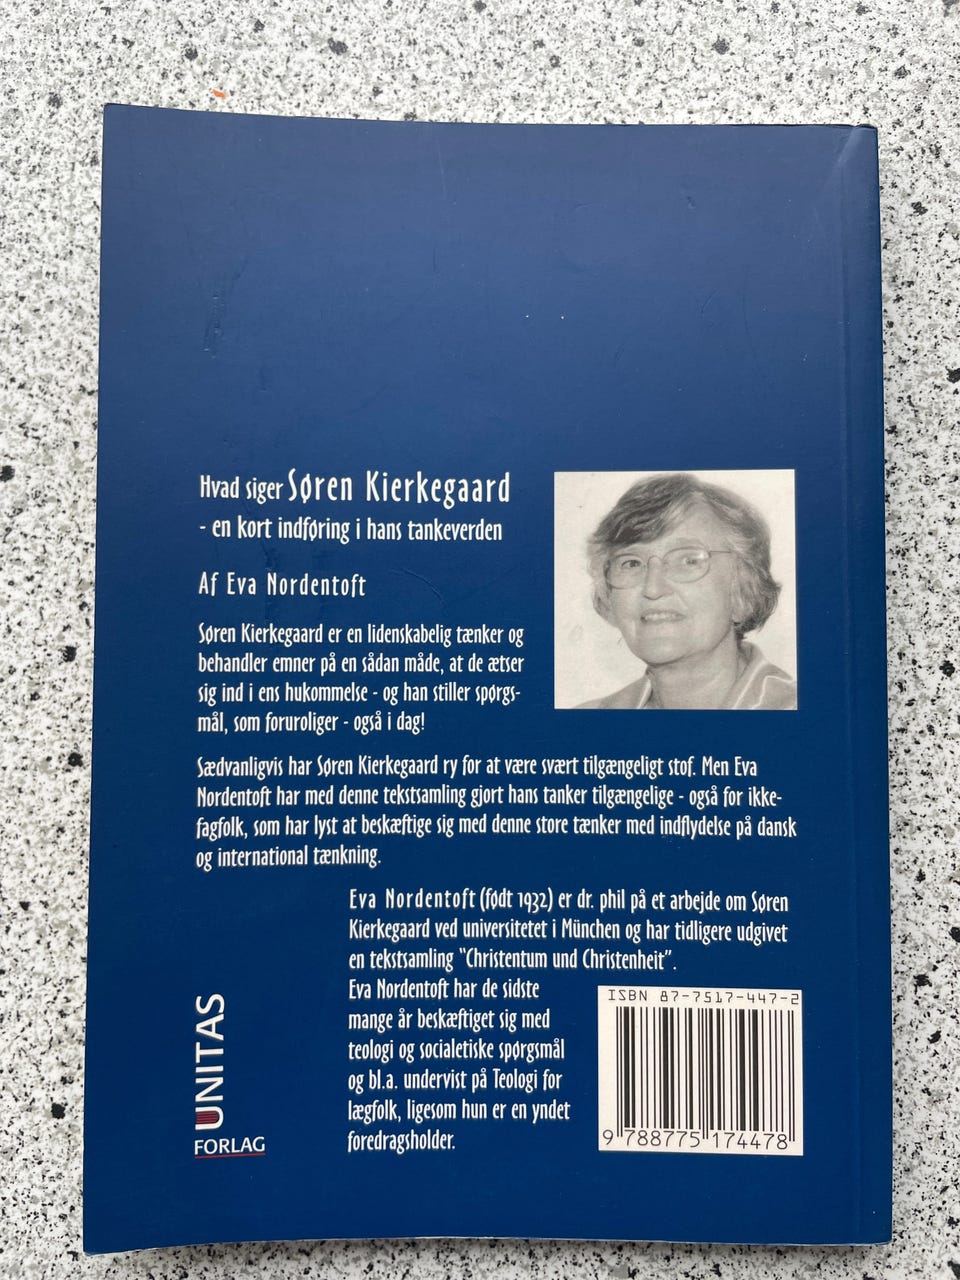 Hvad siger Søren Kierkegaard
- en kort indføring i hans tankeverden
Af Eva Nordentoft
Søren Kierkegaard er en lidenskabelig tænker og
behandler emner på en sådan måde, at de ætser
sig ind i ens hukommelse - og han stiller spørgs-
mål, som foruroliger - også i dag!
Sædvanligvis har Søren Kierkegaard ry for at være svært tilgængeligt stof. Men Eva
Nordentoft har med denne tekstsamling gjort hans tanker tilgængelige - også for ikke-
fagfolk, som har lyst at beskæftige sig med denne store tænker med indflydelse på dansk
og international tænkning.
Eva Nordentoft (født 1932) er dr. phil på et arbejde om Søren
Kierkegaard ved universitetet i München og har tidligere udgivet
en tekstsamling "Christentum und Christenheit".
Eva Nordentoft har de sidste
mange år beskæftiget sig med
teologi og socialetiske spørgsmål
og bl.a. undervist på Teologi for
lægfolk, ligesom hun er en yndet
foredragsholder.
UNITAS
FORLAG
ISBN 87-7517-447-2
9 788775 174478